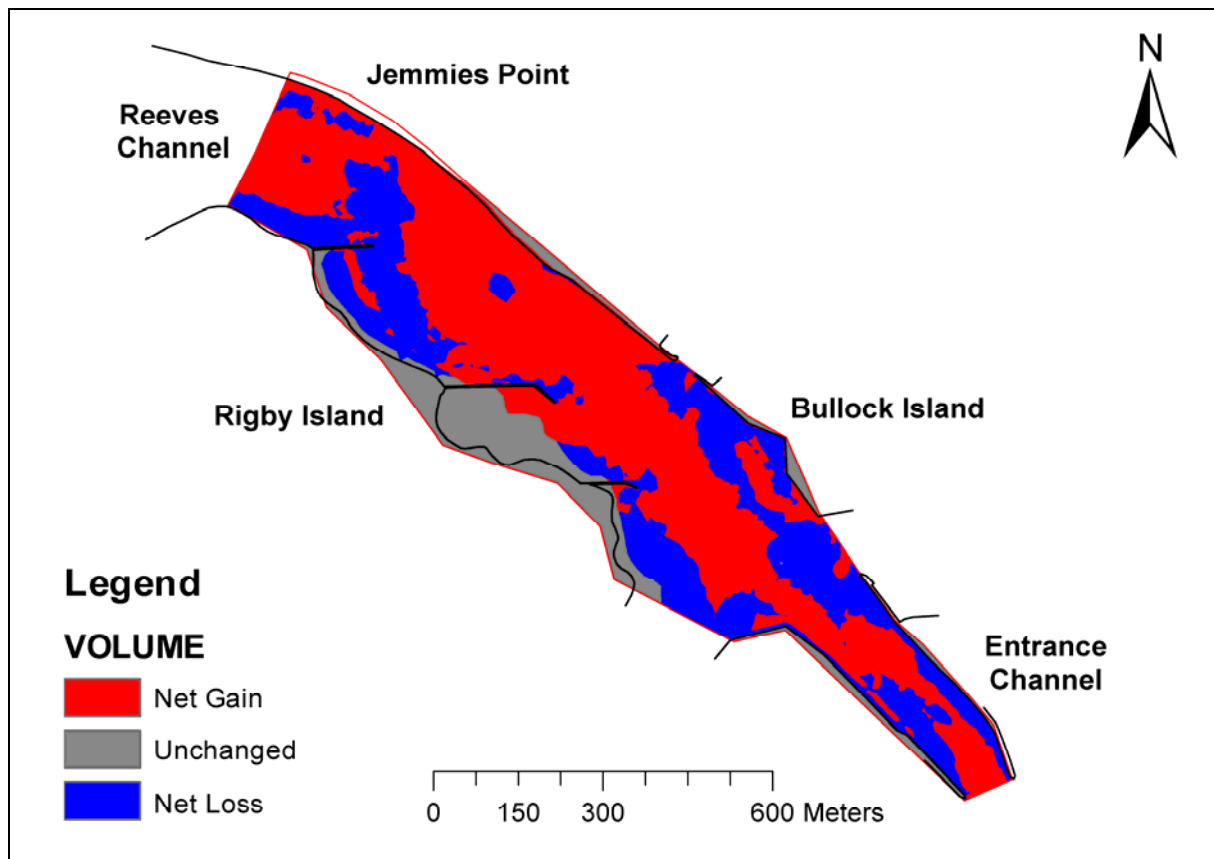 N
Jemmies Point
Reeves
Channel
Rigby Island
Bullock Island
Entrance
Channel
Legend
VOLUME
Net Gain
Unchanged
Net Loss
0 150 300 600 Meters